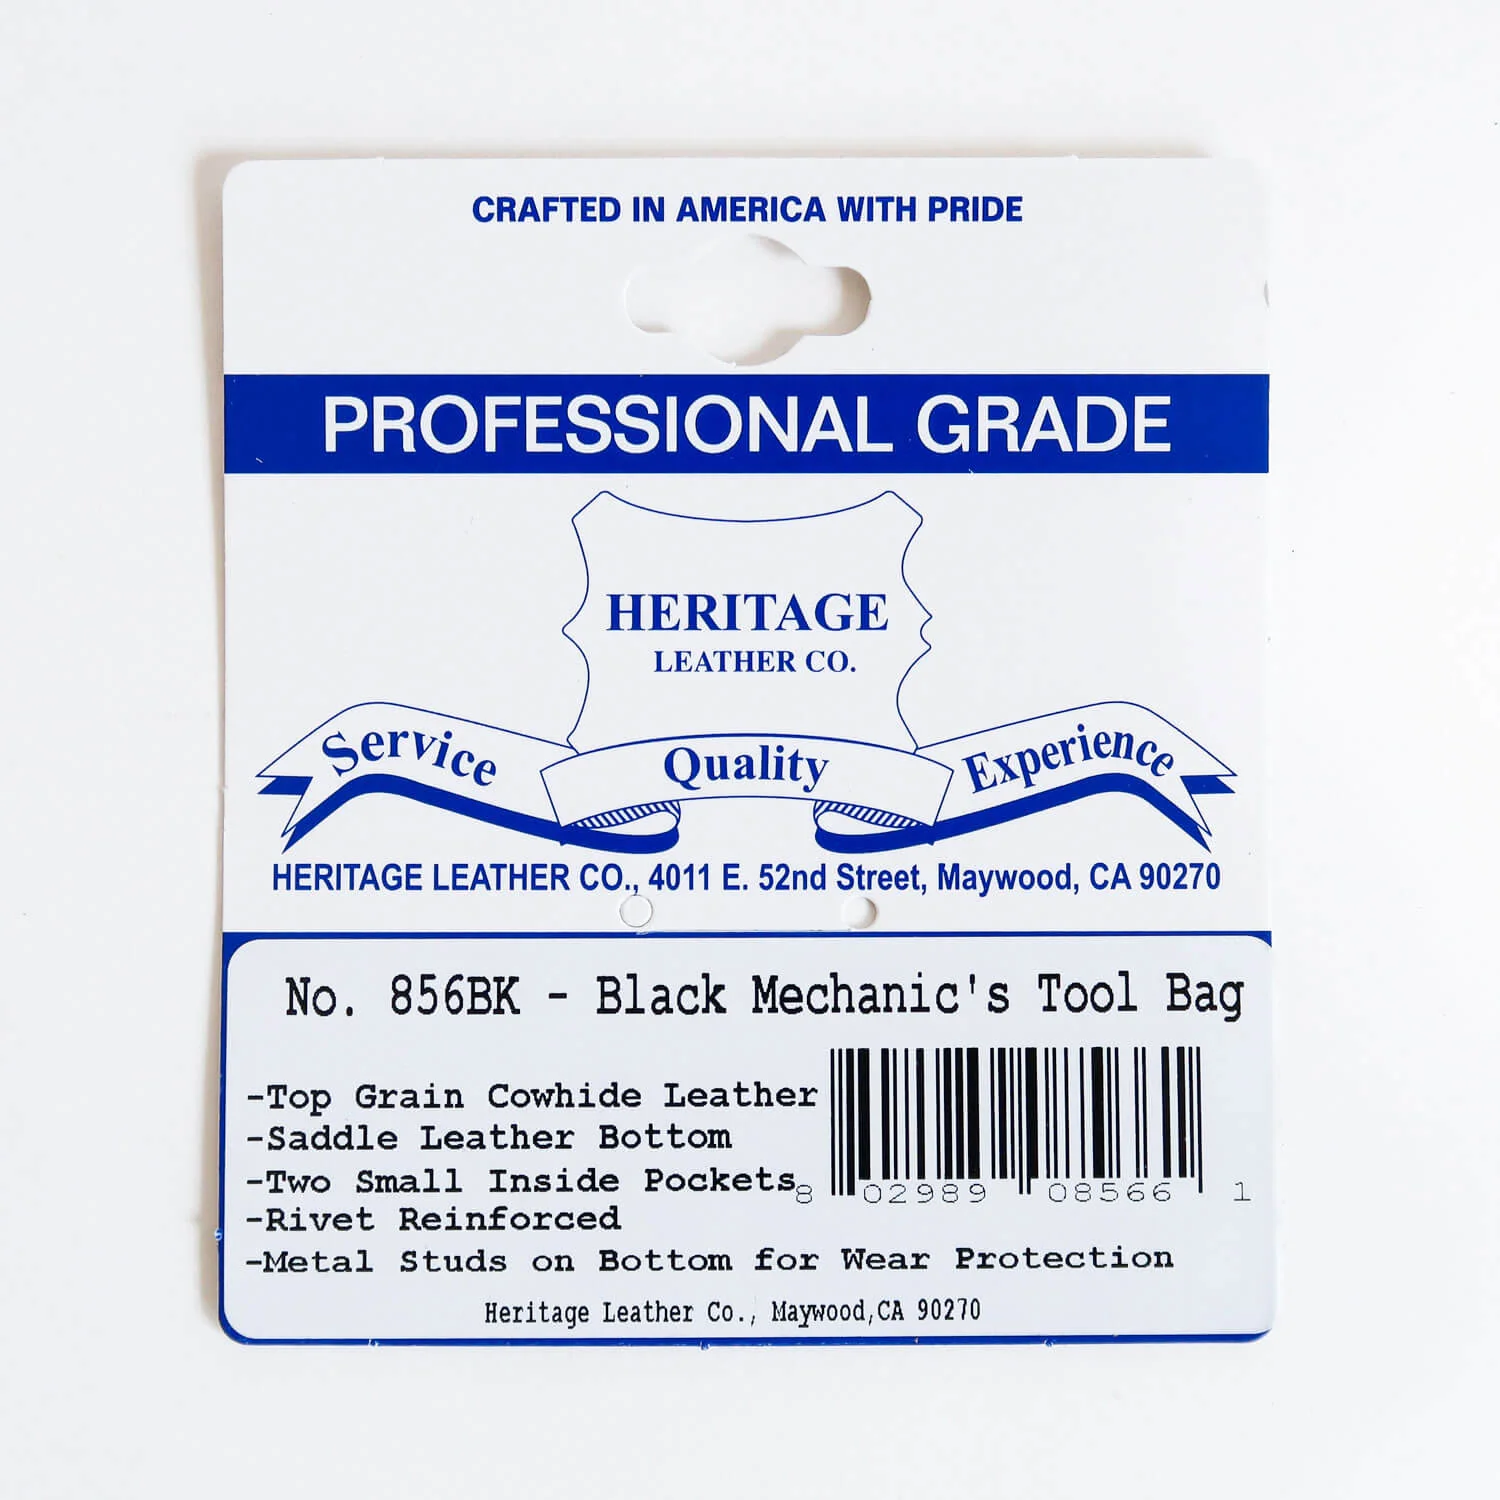 CRAFTED IN AMERICA WITH PRIDE
PROFESSIONAL GRADE
HERITAGE
LEATHER CO.
Service Quality Experience
HERITAGE LEATHER CO., 4011 E. 52nd Street, Maywood, CA 90270
No. 856BK - Black Mechanic's Tool Bag
-Top Grain Cowhide Leather
-Saddle Leather Bottom
-Two Small Inside Pockets
-Rivet Reinforced
-Metal Studs on Bottom for Wear Protection
8 02989 08566 1
Heritage Leather Co., Maywood,CA 90270